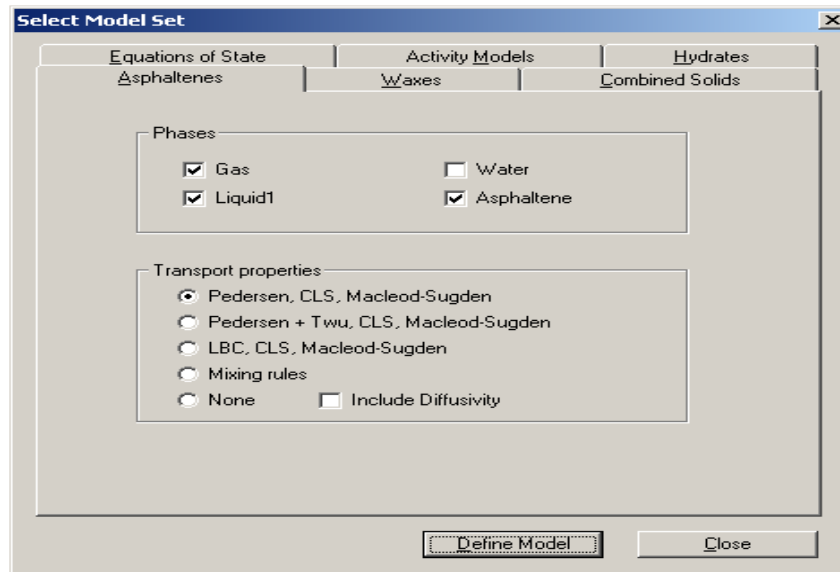 Select Model Set
Equations of State Activity Models Hydrates
Asphaltenes Waxes Combined Solids
Phases
Gas Water
Liquid1 Asphaltene
Transport properties
Pedersen, CLS, Macleod-Sugden
Pedersen + Twu, CLS, Macleod-Sugden
LBC, CLS, Macleod-Sugden
Mixing rules
None Include Diffusivity
Define Model Close